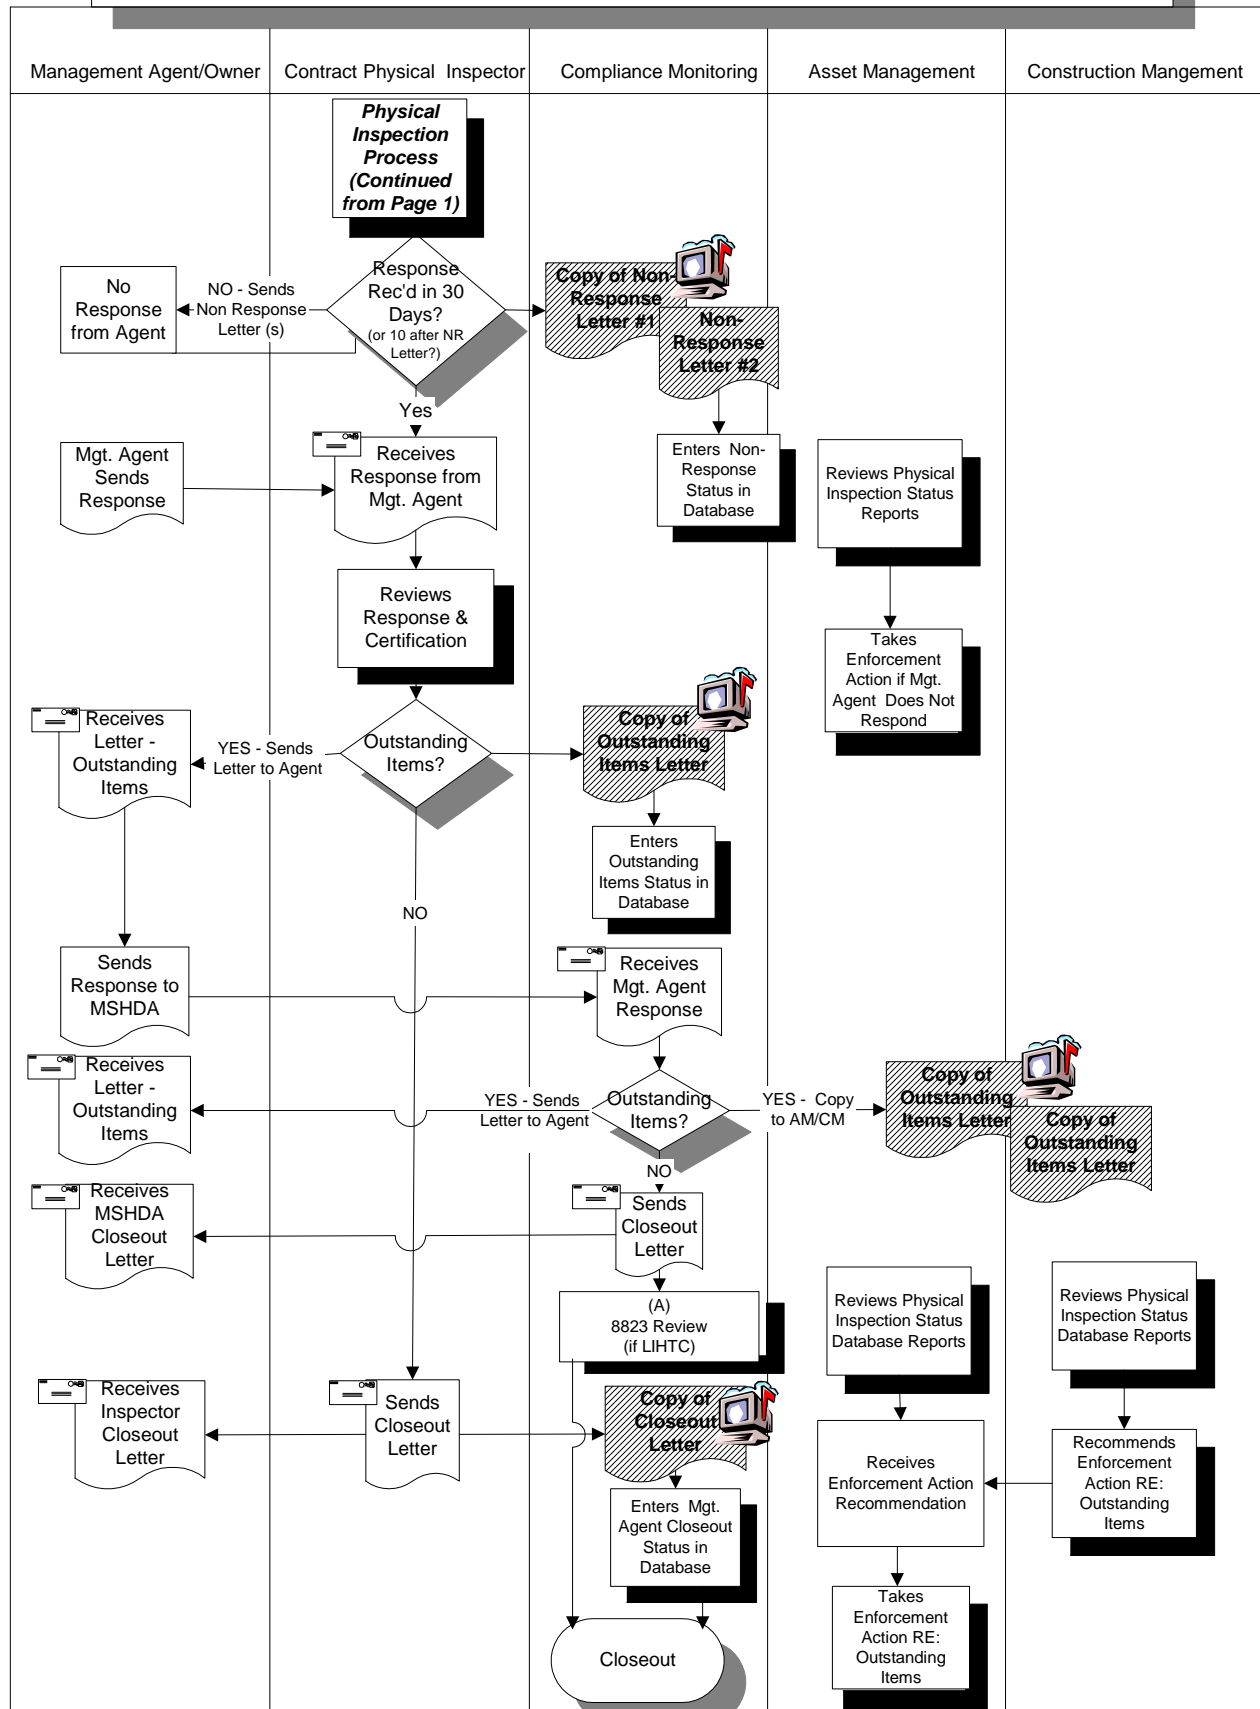 Management Agent/Owner
Contract Physical Inspector
Compliance Monitoring
Asset Management
Construction Mangement
Physical
Inspection
Process
(Continued
from Page 1)
No
Response
from Agent
NO - Sends
Non Response
Letter (s)
Response
Rec'd in 30
Days?
(or 10 after NR
Letter?)
Copy of Non-
Response
Letter #1
Non-
Response
Letter #2
Yes
Mgt. Agent
Sends
Response
Receives
Response from
Mgt. Agent
Enters Non-
Response
Status in
Database
Reviews Physical
Inspection Status
Reports
Reviews
Response &
Certification
Takes
Enforcement
Action if Mgt.
Agent Does Not
Respond
Receives
Letter -
Outstanding
Items
YES - Sends
Letter to Agent
Outstanding
Items?
Copy of
Outstanding
Items Letter
Enters
Outstanding
Items Status in
Database
NO
Sends
Response to
MSHDA
Receives
Mgt. Agent
Response
Receives
Letter -
Outstanding
Items
YES - Sends
Letter to Agent
Outstanding
Items?
YES - Copy
to AM/CM
Copy of
Outstanding
Items Letter
Copy of
Outstanding
Items Letter
NO
Receives
MSHDA
Closeout
Letter
Sends
Closeout
Letter
(A)
8823 Review
(if LIHTC)
Reviews Physical
Inspection Status
Database Reports
Reviews Physical
Inspection Status
Database Reports
Receives
Inspector
Closeout
Letter
Sends
Closeout
Letter
Copy of
Closeout
Letter
Receives
Enforcement Action
Recommendation
Recommends
Enforcement
Action RE:
Outstanding
Items
Enters Mgt.
Agent Closeout
Status in
Database
Takes
Enforcement
Action RE:
Outstanding
Items
Closeout